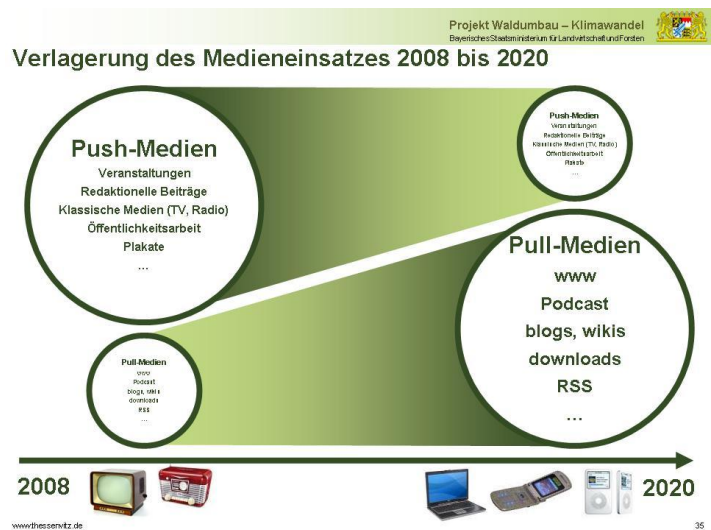 Projekt Waldumbau – Klimawandel
Bayerisches Staatsministerium für Landwirtschaft und Forsten
Verlagerung des Medieneinsatzes 2008 bis 2020
Push-Medien
Veranstaltungen
Redaktionelle Beiträge
Klassische Medien (TV, Radio)
Öffentlichkeitsarbeit
Plakate
...
Push-Medien
Veranstaltungen
Redaktionelle Beiträge
Klassische Medien (TV, Radio)
Öffentlichkeitsarbeit
Plakate
...
Pull-Medien
www
Podcast
blogs, wikis
downloads
RSS
...
Pull-Medien
www
Podcast
blogs, wikis
downloads
RSS
...
2008
2020
www.thessenvitz.de
35